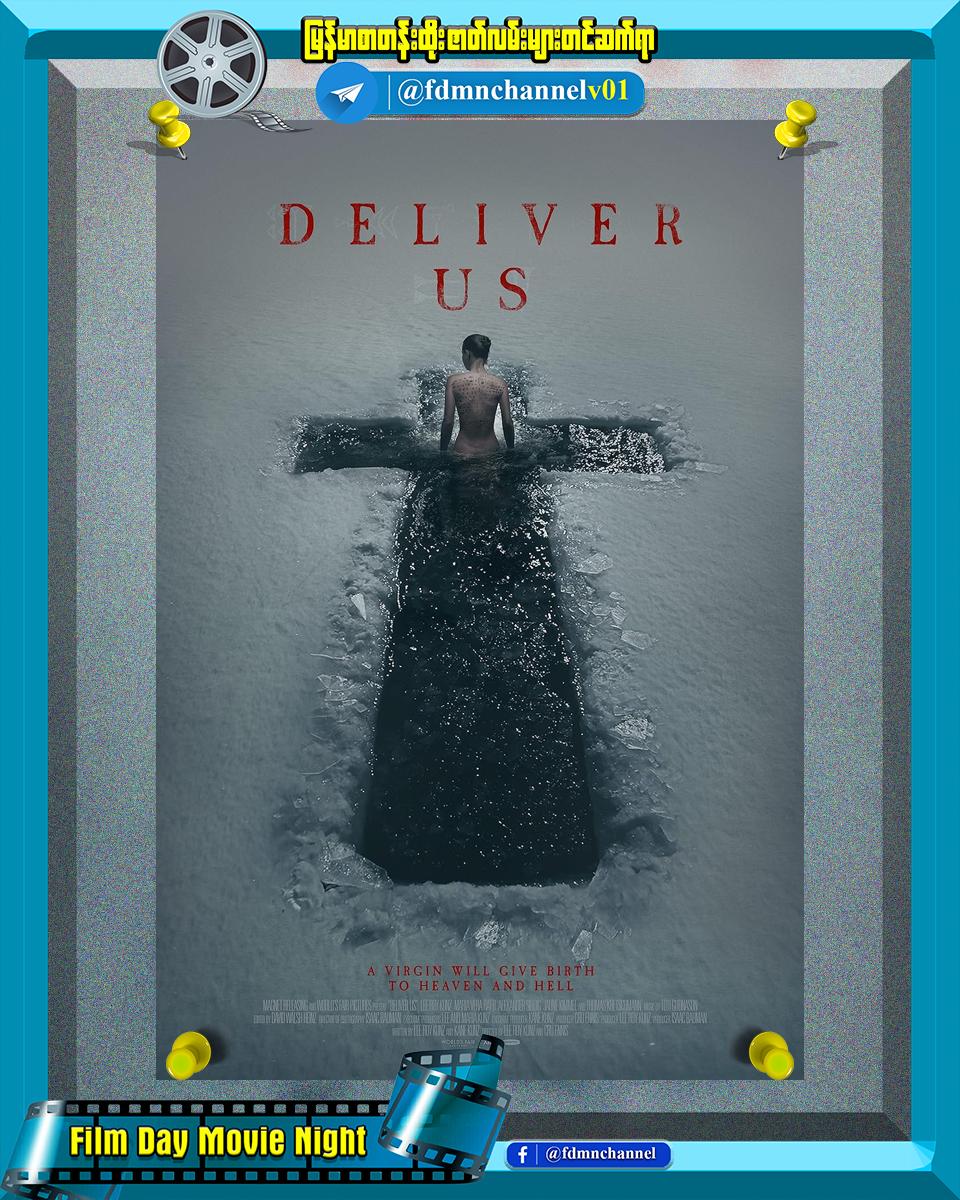 မြန်မာစာတန်းထိုးဇာတ်လမ်းများတင်ဆက်ရာ
@fdmnchannelv01
DELIVER
US
A VIRGIN WILL GIVE BIRTH
TO HEAVEN AND HELL
Film Day Movie Night
@fdmnchannel